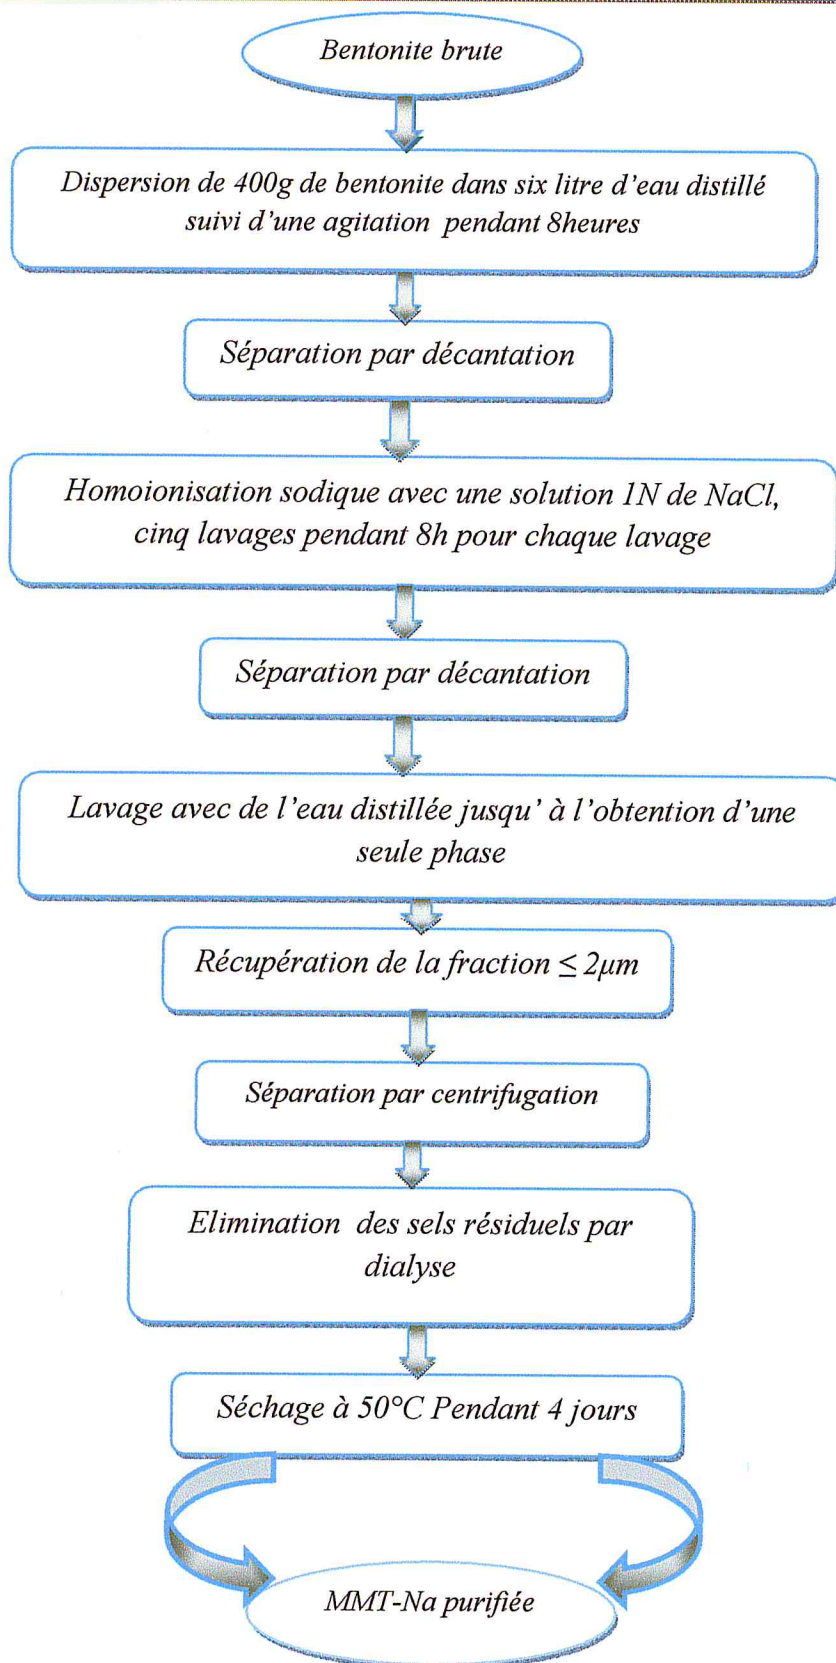 Bentonite brute
Dispersion de 400g de bentonite dans six litre d'eau distillé
suivi d'une agitation pendant 8heures
Séparation par décantation
Homoionisation sodique avec une solution 1N de NaCl,
cinq lavages pendant 8h pour chaque lavage
Séparation par décantation
Lavage avec de l'eau distillée jusqu' à l'obtention d'une
seule phase
Récupération de la fraction ≤ 2µm
Séparation par centrifugation
Elimination des sels résiduels par
dialyse
Séchage à 50°C Pendant 4 jours
MMT-Na purifiée